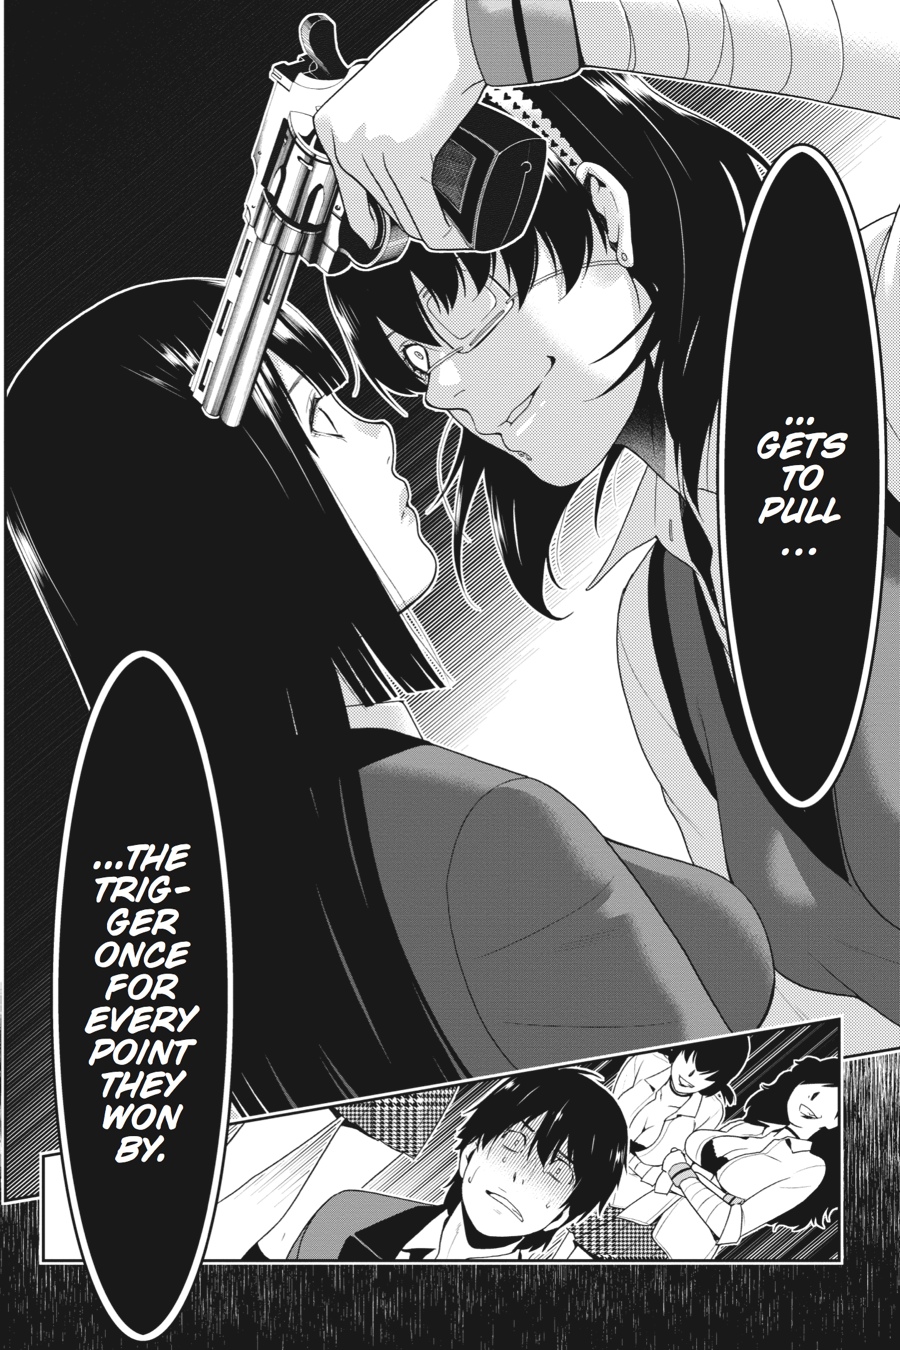 ...
GETS
TO
PULL
...
...THE
TRIG-
GER
ONCE
FOR
EVERY
POINT
THEY
WON
BY.